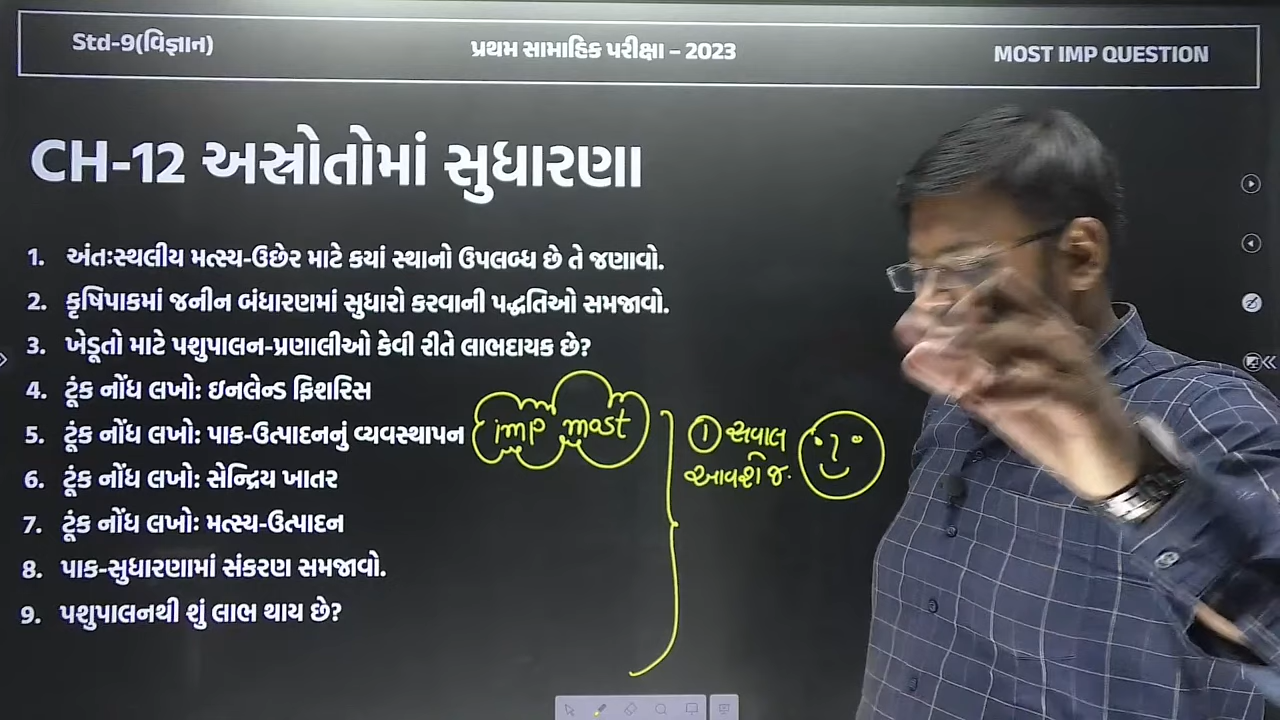 Std-9(વિજ્ઞાન)
પ્રથમ સામાહિક પરીક્ષા – 2023
MOST IMP QUESTION
CH-12 અસ્રોતોમાં સુધારણા
1. અંતઃસ્થલીય મત્સ્ય-ઉછેર માટે કયાં સ્થાનો ઉપલબ્ધ છે તે જણાવો.
2. કૃષિપાકમાં જનીન બંધારણમાં સુધારો કરવાની પદ્ધતિઓ સમજાવો.
3. ખેડૂતો માટે પશુપાલન-પ્રણાલીઓ કેવી રીતે લાભદાયક છે?
4. ટૂંક નોંધ લખો: ઇનલેન્ડ ફિશરિસ
5. ટૂંક નોંધ લખો: પાક-ઉત્પાદનનું વ્યવસ્થાપન
imp most
① સવાલ
આવશે જ.
6. ટૂંક નોંધ લખો: સેન્દ્રિય ખાતર
7. ટૂંક નોંધ લખો: મત્સ્ય-ઉત્પાદન
8. પાક-સુધારણામાં સંકરણ સમજાવો.
9. પશુપાલનથી શું લાભ થાય છે?